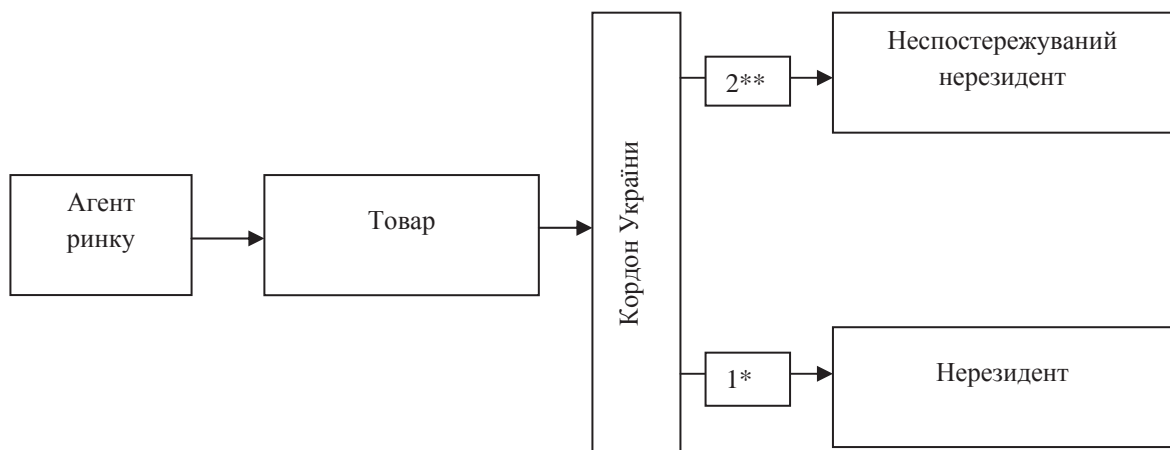 Агент
ринку
Товар
Кордон України
2**
Неспостережуваний
нерезидент
1*
Нерезидент